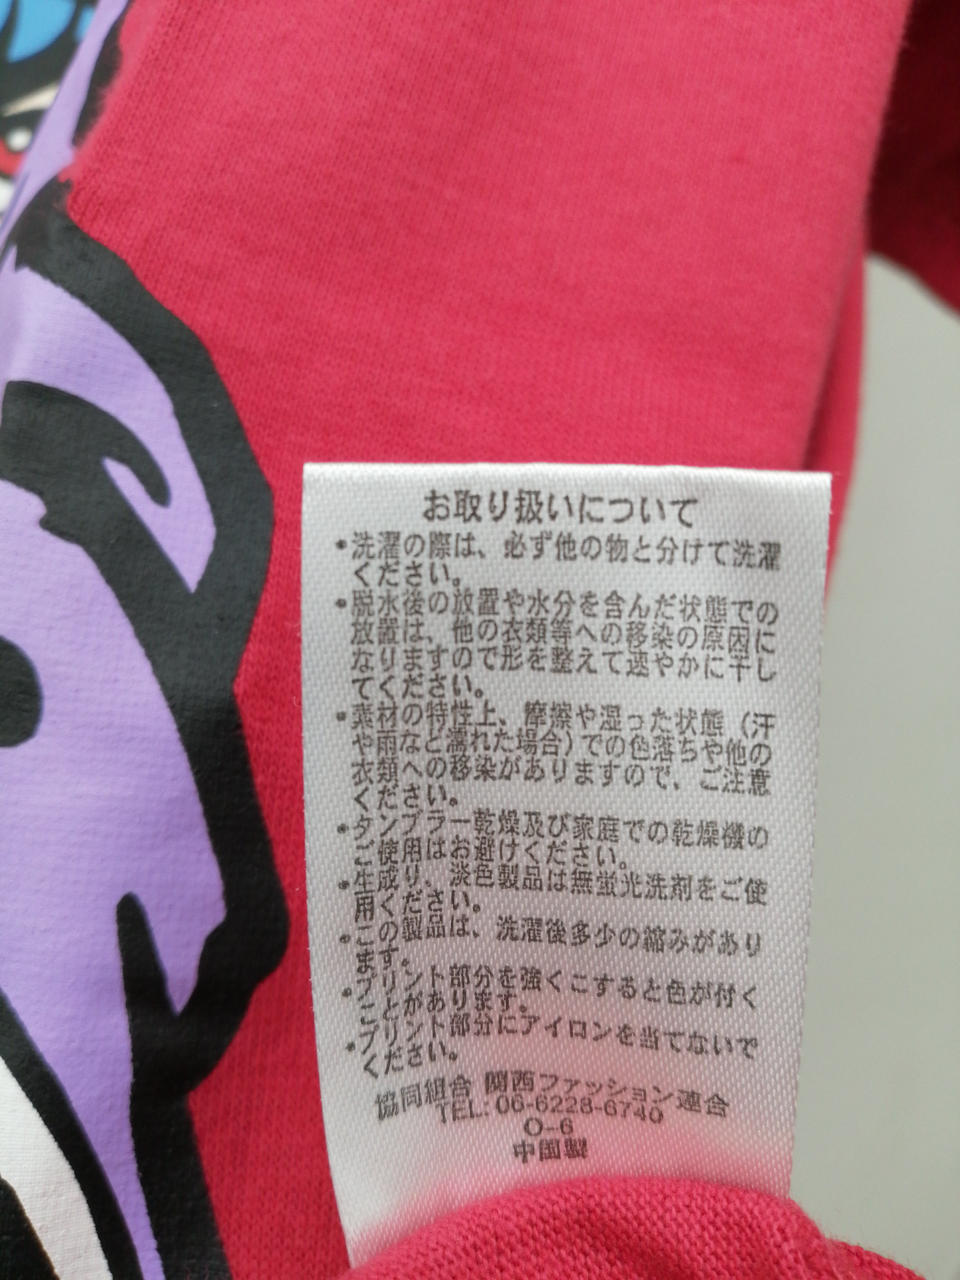 お取り扱いについて
•洗濯の際は、必ず他の物と分けて洗濯
ください。
•脱水後の放置や水分を含んだ状態での
放置は、他の衣類等への移染の原因に
なりますので形を整えて速やかに干し
てください。
•素材の特性上、摩擦や湿った状態（汗
や雨など濡れた場合）での色落ちや他の
衣類への移染がありますので、ご注意
ください。
•タンブラー乾燥及び家庭での乾燥機の
ご使用はお避けください。
•生成り、淡色製品は無蛍光洗剤をご使
用ください。
•この製品は、洗濯後多少の縮みがあり
ます。
•プリント部分を強くこすると色が付く
ことがあります。
•プリント部分にアイロンを当てないで
ください。
協同組合 関西ファッション連合
TEL: 06-6228-6740
O-6
中国製